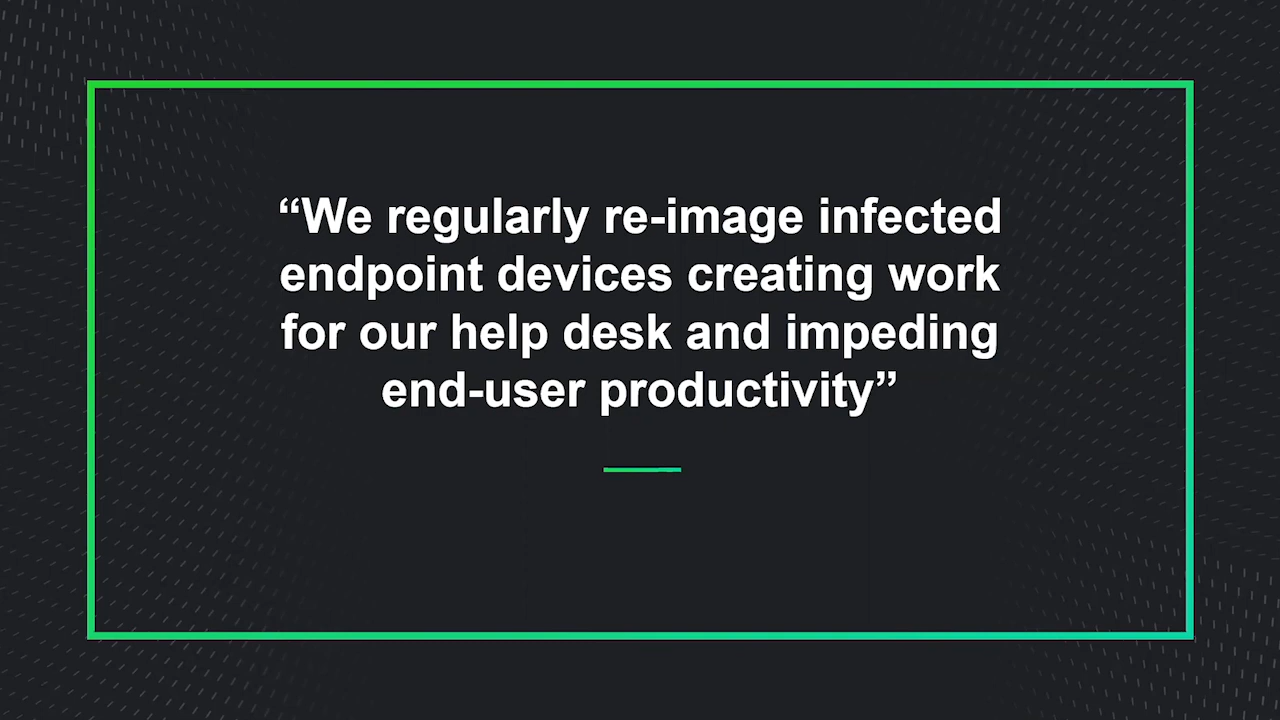 “We regularly re-image infected
endpoint devices creating work
for our help desk and impeding
end-user productivity”